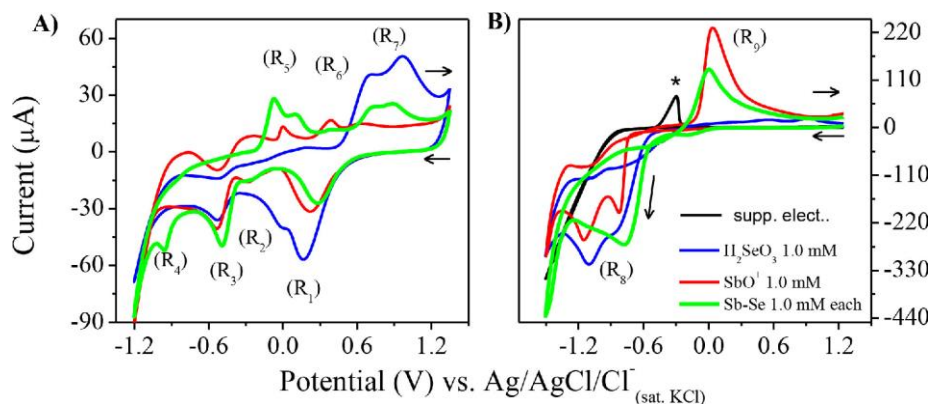 A)
B)
60
30
0
-30
-60
-90
Current (μA)
(R₁)
(R₂)
(R₃)
(R₄)
(R₅)
(R₆)
(R₇)
-1.2 -0.6 0.0 0.6 1.2
*
(R₈)
(R₉)
supp. elect..
H₂SeO₃ 1.0 mM
SbO⁺ 1.0 mM
Sb-Se 1.0 mM each
220
110
0
-110
-220
-330
-440
-1.2 -0.6 0.0 0.6 1.2
Potential (V) vs. Ag/AgCl/Cl⁻(sat. KCl)